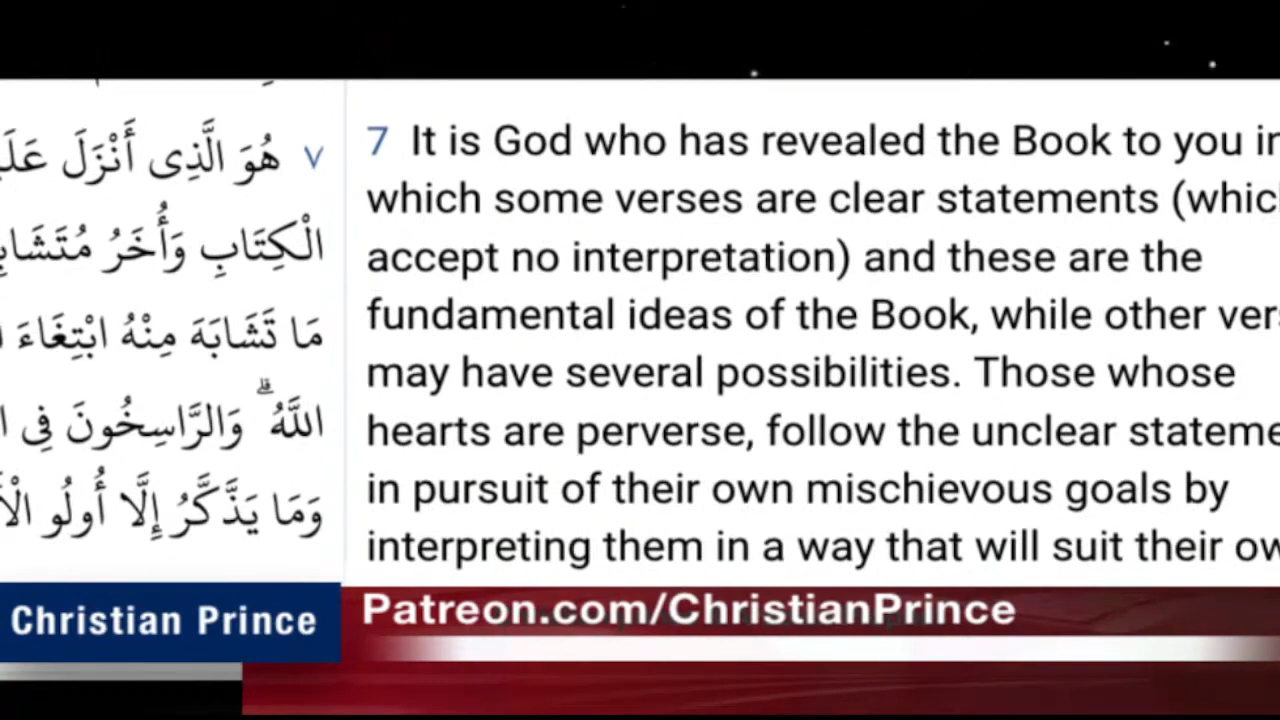 ٧ هُوَ الَّذِى أَنْزَلَ
الْكِتَابِ وَأُخَرُ
مَا تَشَابَهَ مِنْهُ ابْتِغَاءَ
اللَّهُ ۗ وَالرَّاسِخُونَ فِى
وَمَا يَذَّكَّرُ إِلَّا أُولُو
7 It is God who has revealed the Book to you in
which some verses are clear statements (which
accept no interpretation) and these are the
fundamental ideas of the Book, while other
may have several possibilities. Those whose
hearts are perverse, follow the unclear
in pursuit of their own mischievous goals by
interpreting them in a way that will suit their
Christian Prince
Patreon.com/ChristianPrince